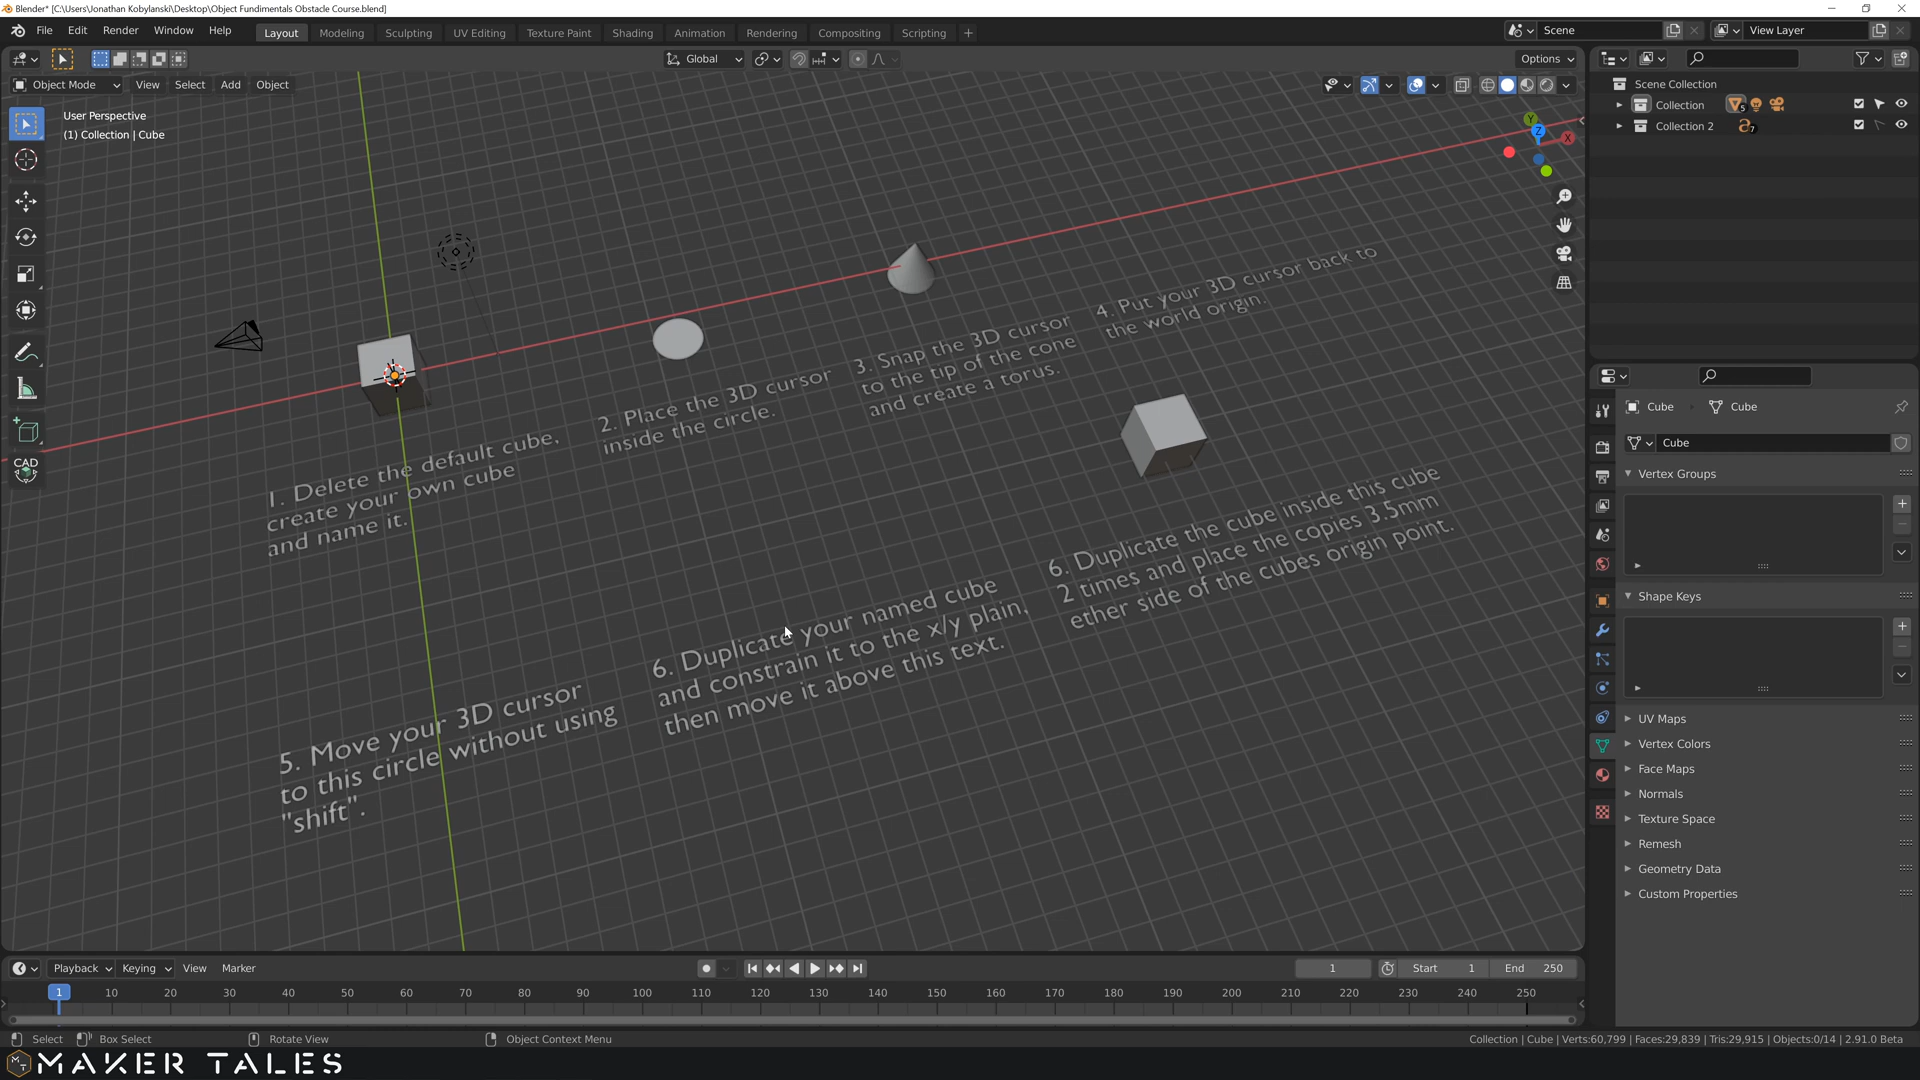 Blender* [C:\Users\Jonathan Kobylanski\Desktop\Object Fundimentals Obstacle Course.blend]
File Edit Render Window Help Layout Modeling Sculpting UV Editing Texture Paint Shading Animation Rendering Compositing Scripting + Scene View Layer
Global Options
Object Mode View Select Add Object
User Perspective
(1) Collection | Cube
Y
Z
X
CAD
1. Delete the default cube,
create your own cube
and name it.
2. Place the 3D cursor
inside the circle.
3. Snap the 3D cursor
to the tip of the cone
and create a torus.
4. Put your 3D cursor back to
the world origin.
5. Move your 3D cursor
to this circle without using
"shift".
6. Duplicate your named cube
and constrain it to the x/y plain,
then move it above this text.
6. Duplicate the cube inside this cube
2 times and place the copies 3.5mm
ether side of the cubes origin point.
Scene Collection
Collection 5
Collection 2 7
Cube Cube
Cube
Vertex Groups
Shape Keys
UV Maps
Vertex Colors
Face Maps
Normals
Texture Space
Remesh
Geometry Data
Custom Properties
Playback Keying View Marker 1 Start 1 End 250
1 10 20 30 40 50 60 70 80 90 100 110 120 130 140 150 160 170 180 190 200 210 220 230 240 250
Select Box Select Rotate View Object Context Menu Collection | Cube | Verts:60,799 | Faces:29,839 | Tris:29,915 | Objects:0/14 | 2.91.0 Beta
MAKER TALES